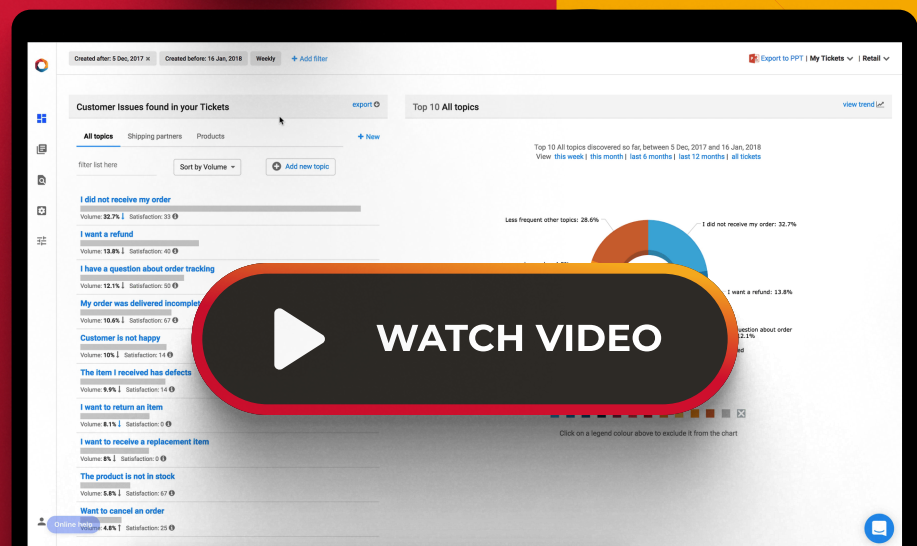 Created after: 5 Dec, 2017 × Created before: 16 Jan, 2018 Weekly + Add filter
Export to PPT | My Tickets | Retail
Customer Issues found in your Tickets export
All topics Shipping partners Products + New
filter list here Sort by Volume Add new topic
I did not receive my order
Volume: 32.7% ↓ Satisfaction: 33
I want a refund
Volume: 13.8% ↓ Satisfaction: 40
I have a question about order tracking
Volume: 12.1% ↓ Satisfaction: 50
My order was delivered
Volume: 10.6% ↓ Satisfaction: 67
Customer is not happy
Volume: 10% ↓ Satisfaction: 14
The item I received has defects
Volume: 9.9% ↓ Satisfaction: 14
I want to return an item
Volume: 8.1% ↓ Satisfaction: 0
I want to receive a replacement item
Volume: 8% ↓ Satisfaction: 0
The product is not in stock
Volume: 5.8% ↓ Satisfaction: 67
Want to cancel an order
Volume: 4.8% ↑ Satisfaction: 25
Online help
Top 10 All topics view trend
Top 10 All topics discovered so far, between 5 Dec, 2017 and 16 Jan, 2018
View this week | this month | last 6 months | last 12 months | all tickets
Less frequent other topics: 28.6%
I did not receive my order: 32.7%
I want a refund: 13.8%
question about order
12.1%
WATCH VIDEO
Click on a legend colour above to exclude it from the chart